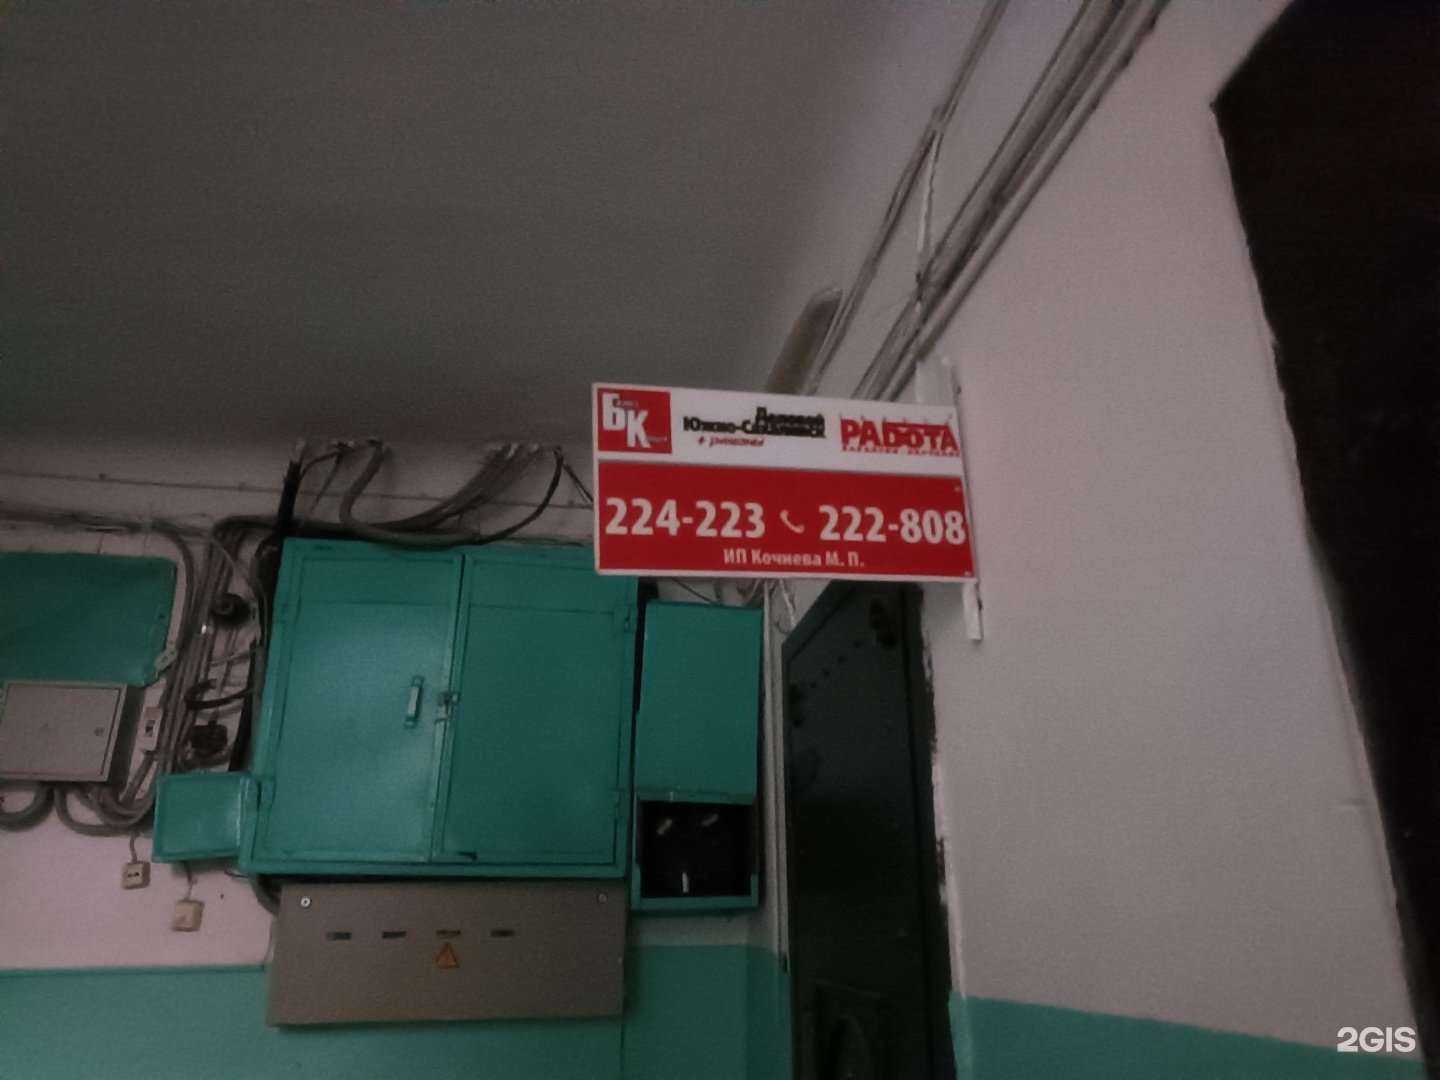 БК
Деловой
Южно-Сахалинск
РАБОТА
224-223 222-808
ИП Кочиева М. П.
2GIS